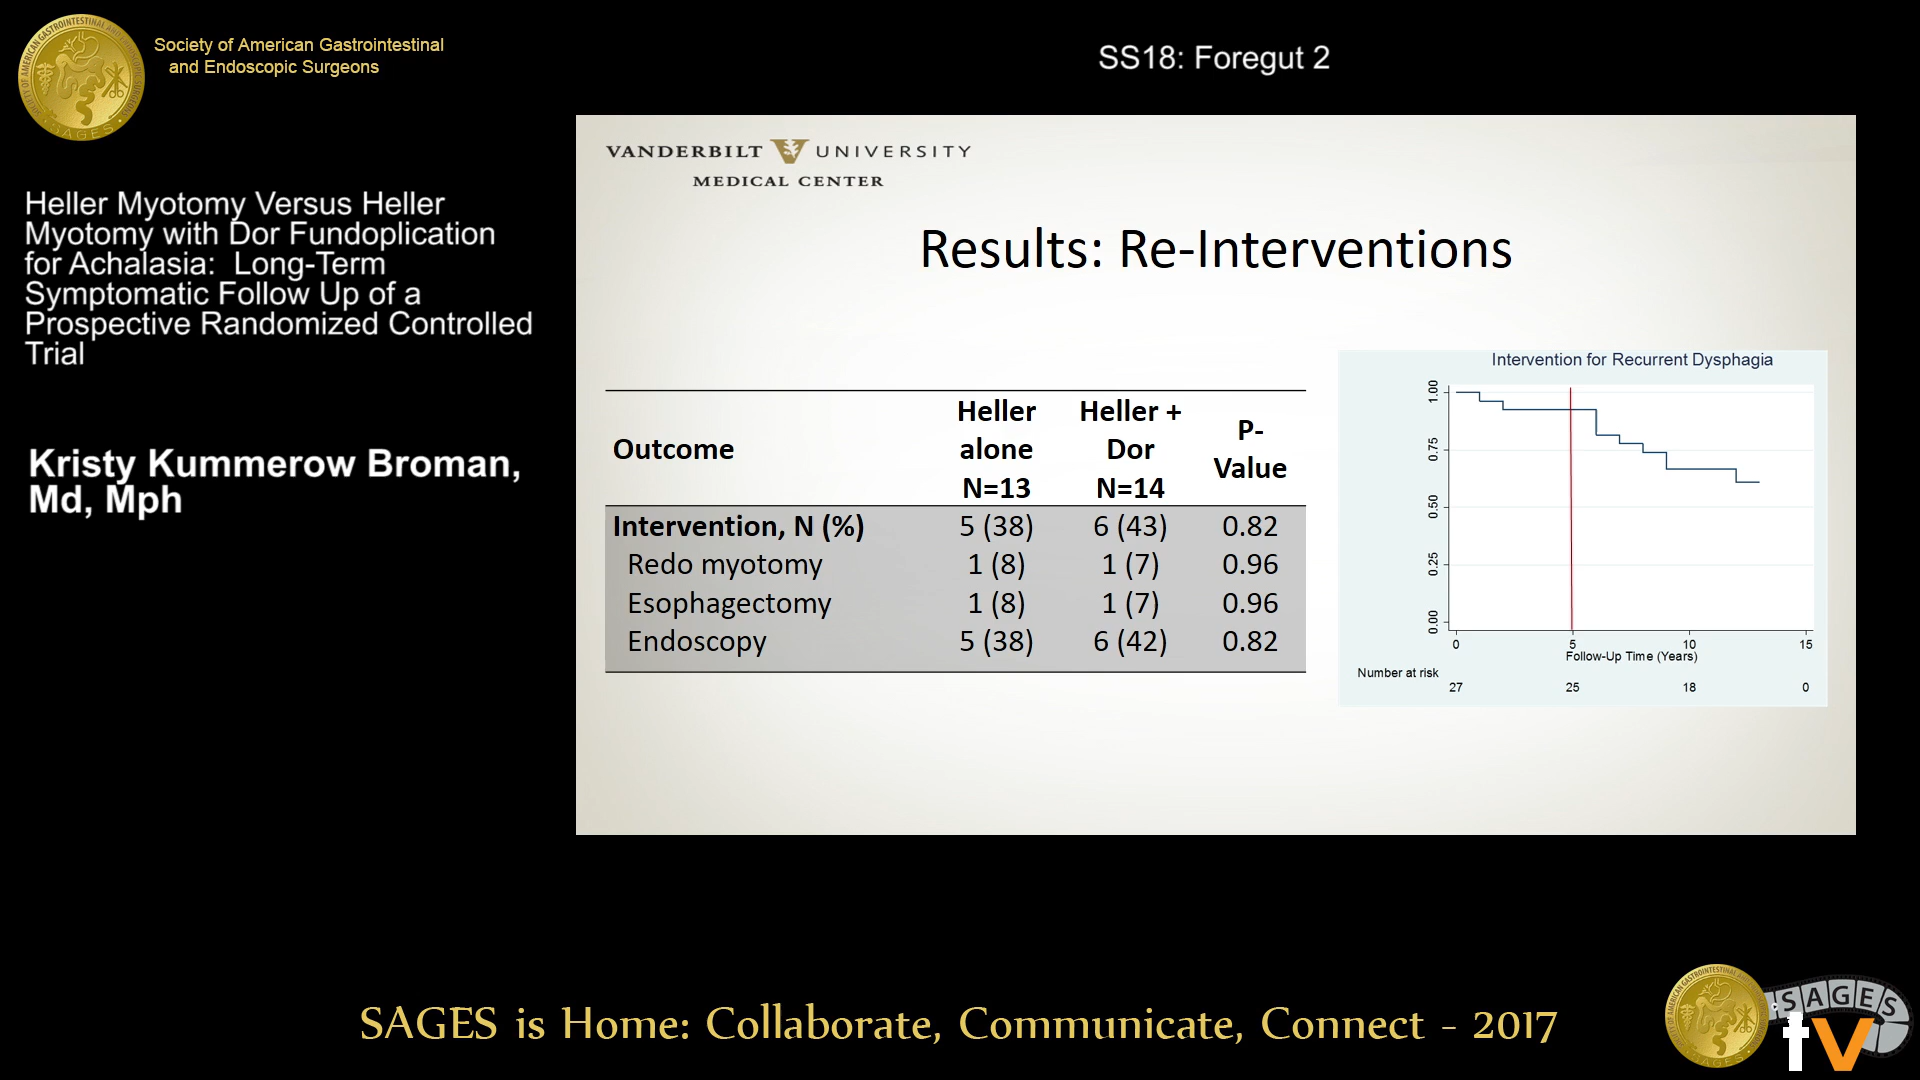 Society of American Gastrointestinal
and Endoscopic Surgeons
SS18: Foregut 2
Heller Myotomy Versus Heller
Myotomy with Dor Fundoplication
for Achalasia:  Long-Term
Symptomatic Follow Up of a
Prospective Randomized Controlled
Trial
Kristy Kummerow Broman,
Md, Mph
VANDERBILT V UNIVERSITY
MEDICAL CENTER
Results: Re-Interventions
Outcome Heller alone N=13 Heller + Dor N=14 P-Value
Intervention, N (%) 5 (38) 6 (43) 0.82
Redo myotomy 1 (8) 1 (7) 0.96
Esophagectomy 1 (8) 1 (7) 0.96
Endoscopy 5 (38) 6 (42) 0.82
Intervention for Recurrent Dysphagia
1.00
0.75
0.50
0.25
0.00
0 5 10 15
Follow-Up Time (Years)
Number at risk
27 25 18 0
SAGES is Home: Collaborate, Communicate, Connect - 2017
SAGES
tv